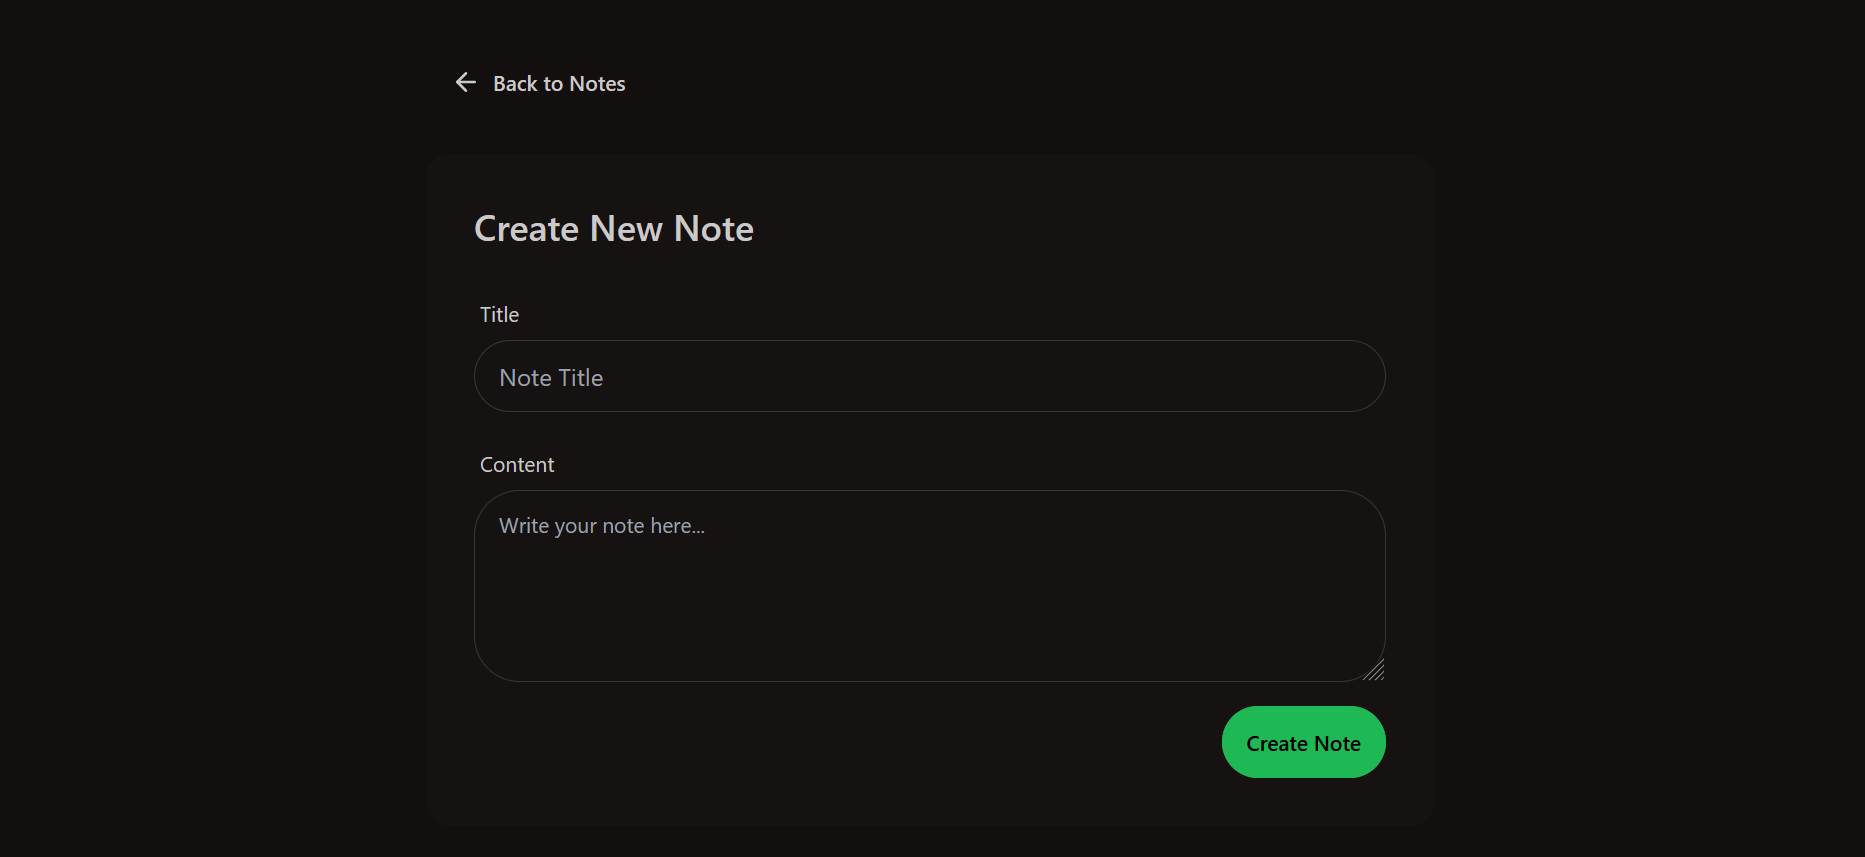 Back to Notes
Create New Note
Title
Note Title
Content
Write your note here...
Create Note